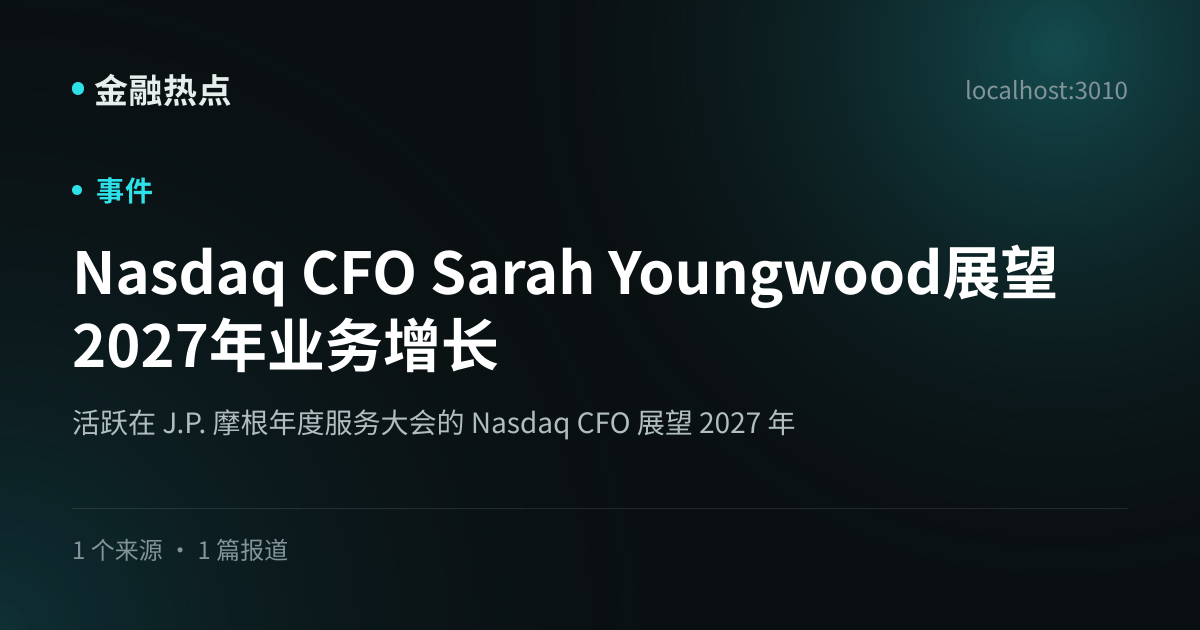 金融热点
localhost:3010
事件
Nasdaq CFO Sarah Youngwood展望
2027年业务增长
活跃在 J.P. 摩根年度服务大会的 Nasdaq CFO 展望 2027 年
1 个来源 · 1 篇报道